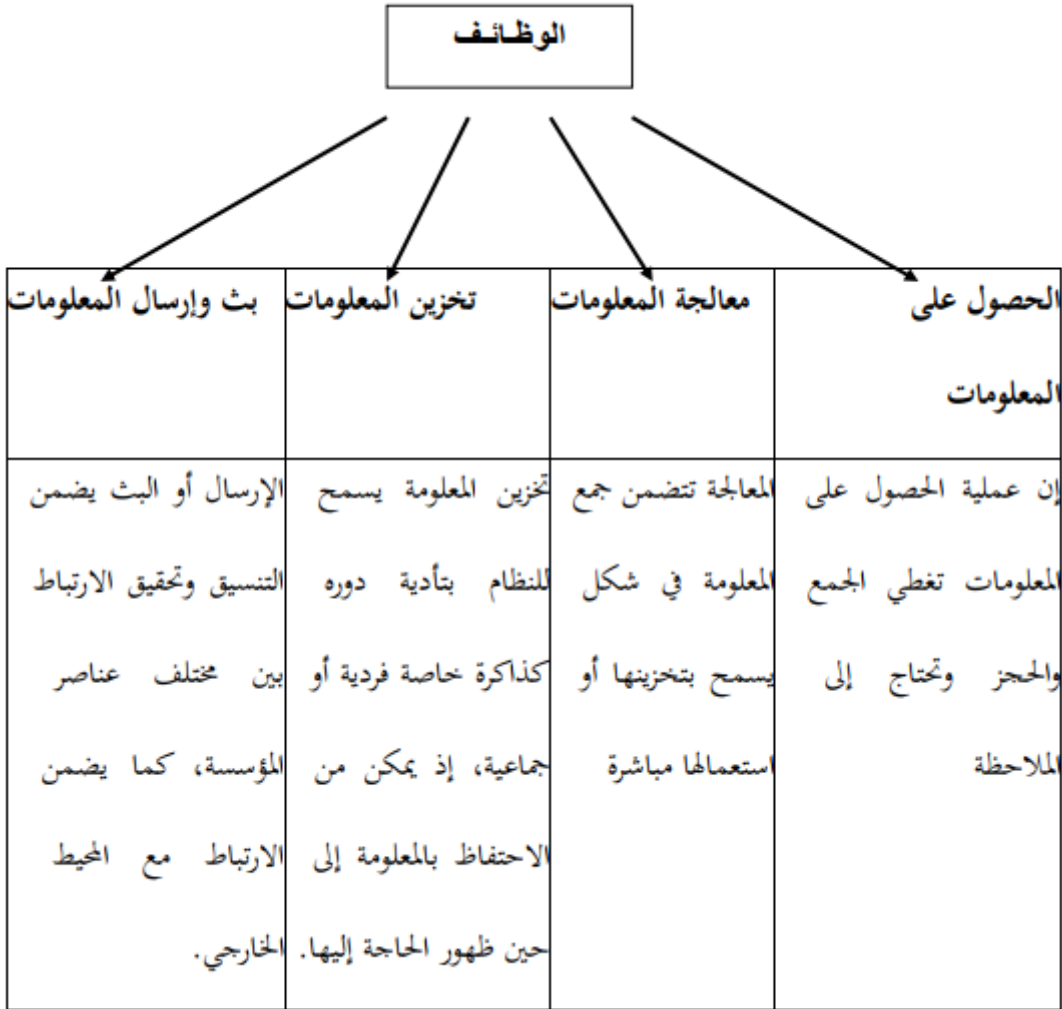 الوظائف
الحصول على
المعلومات
معالجة المعلومات
تخزين المعلومات
بث وإرسال المعلومات
إن عملية الحصول على
المعلومات تغطي الجمع
والحجز وتحتاج إلى
الملاحظة
المعالجة تتضمن جمع
المعلومة في شكل
يسمح بتخزينها أو
استعمالها مباشرة
تخزين المعلومة يسمح
للنظام بتأدية دوره
كذاكرة خاصة فردية أو
جماعية، إذ يمكن من
الاحتفاظ بالمعلومة إلى
حين ظهور الحاجة إليها.
الإرسال أو البث يضمن
التنسيق وتحقيق الارتباط
بين مختلف عناصر
المؤسسة، كما يضمن
الارتباط مع المحيط
الخارجي.